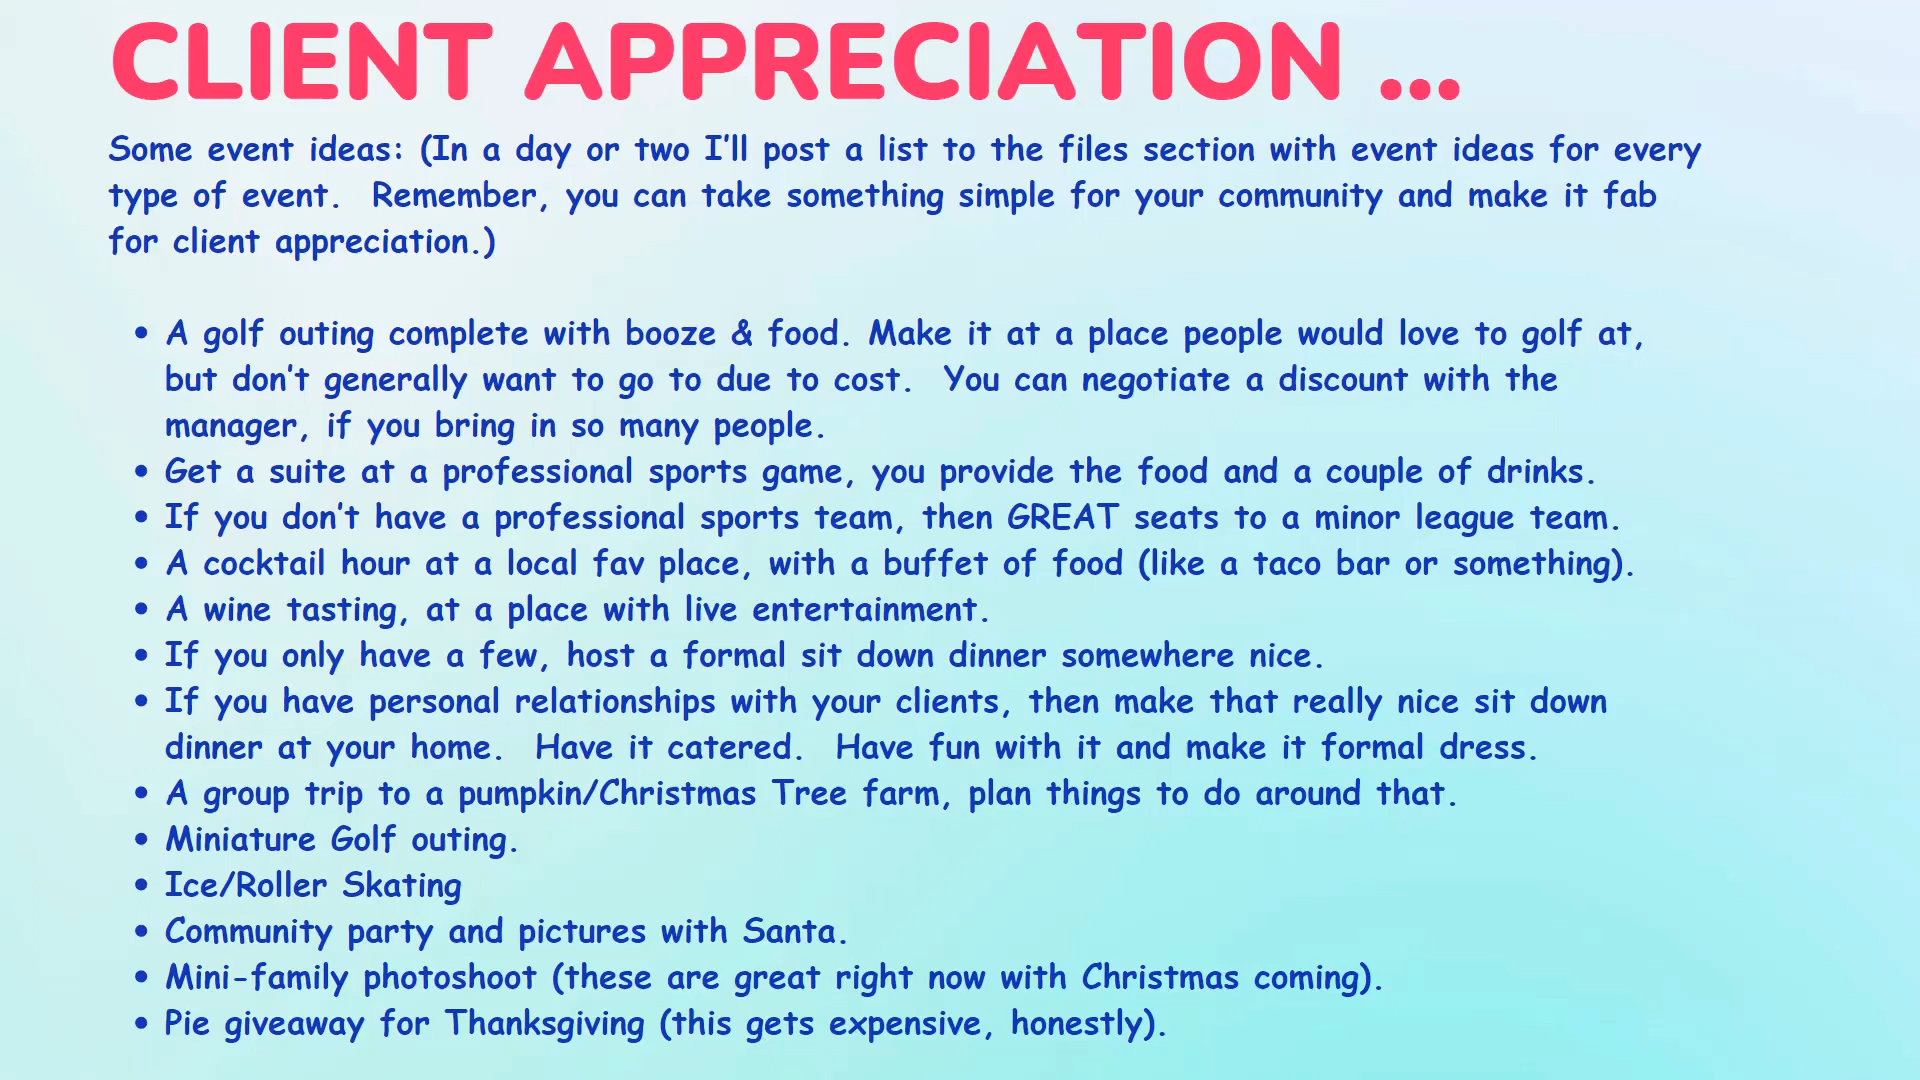 CLIENT APPRECIATION ...
Some event ideas: (In a day or two I'll post a list to the files section with event ideas for every
type of event.  Remember, you can take something simple for your community and make it fab
for client appreciation.)
• A golf outing complete with booze & food. Make it at a place people would love to golf at,
but don't generally want to go to due to cost.  You can negotiate a discount with the
manager, if you bring in so many people.
• Get a suite at a professional sports game, you provide the food and a couple of drinks.
• If you don't have a professional sports team, then GREAT seats to a minor league team.
• A cocktail hour at a local fav place, with a buffet of food (like a taco bar or something).
• A wine tasting, at a place with live entertainment.
• If you only have a few, host a formal sit down dinner somewhere nice.
• If you have personal relationships with your clients, then make that really nice sit down
dinner at your home.  Have it catered.  Have fun with it and make it formal dress.
• A group trip to a pumpkin/Christmas Tree farm, plan things to do around that.
• Miniature Golf outing.
• Ice/Roller Skating
• Community party and pictures with Santa.
• Mini-family photoshoot (these are great right now with Christmas coming).
• Pie giveaway for Thanksgiving (this gets expensive, honestly).